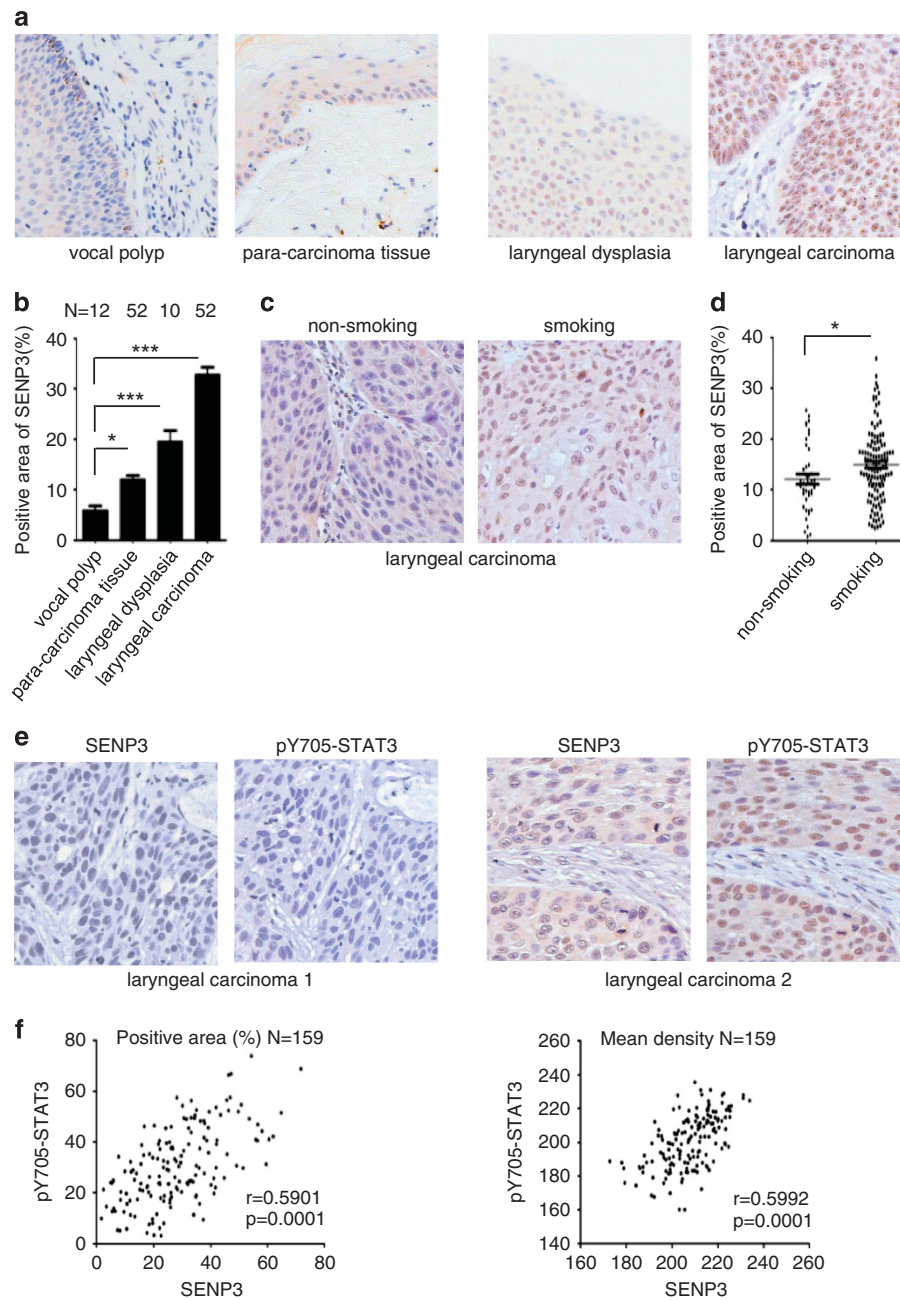 a
vocal polyp
para-carcinoma tissue
laryngeal dysplasia
laryngeal carcinoma
b
N=12 52 10 52
Positive area of SENP3(%)
40
30
20
10
0
***
***
*
vocal polyp
para-carcinoma tissue
laryngeal dysplasia
laryngeal carcinoma
c
non-smoking
smoking
laryngeal carcinoma
d
Positive area of SENP3(%)
40
30
20
10
0
*
non-smoking
smoking
e
SENP3
pY705-STAT3
SENP3
pY705-STAT3
laryngeal carcinoma 1
laryngeal carcinoma 2
f
Positive area (%) N=159
pY705-STAT3
80
60
40
20
0
r=0.5901
p=0.0001
0 20 40 60 80
SENP3
Mean density N=159
pY705-STAT3
260
240
220
200
180
160
140
r=0.5992
p=0.0001
160 180 200 220 240 260
SENP3